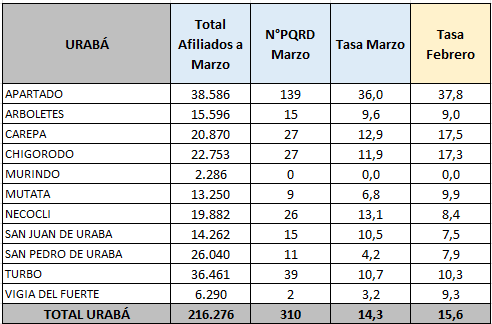 URABÁ Total Afiliados a Marzo N°PQRD Marzo Tasa Marzo Tasa Febrero
APARTADO 38.586 139 36,0 37,8
ARBOLETES 15.596 15 9,6 9,0
CAREPA 20.870 27 12,9 17,5
CHIGORODO 22.753 27 11,9 17,3
MURINDO 2.286 0 0,0 0,0
MUTATA 13.250 9 6,8 9,9
NECOCLI 19.882 26 13,1 8,4
SAN JUAN DE URABA 14.262 15 10,5 7,5
SAN PEDRO DE URABA 26.040 11 4,2 7,9
TURBO 36.461 39 10,7 10,3
VIGIA DEL FUERTE 6.290 2 3,2 9,3
TOTAL URABÁ 216.276 310 14,3 15,6